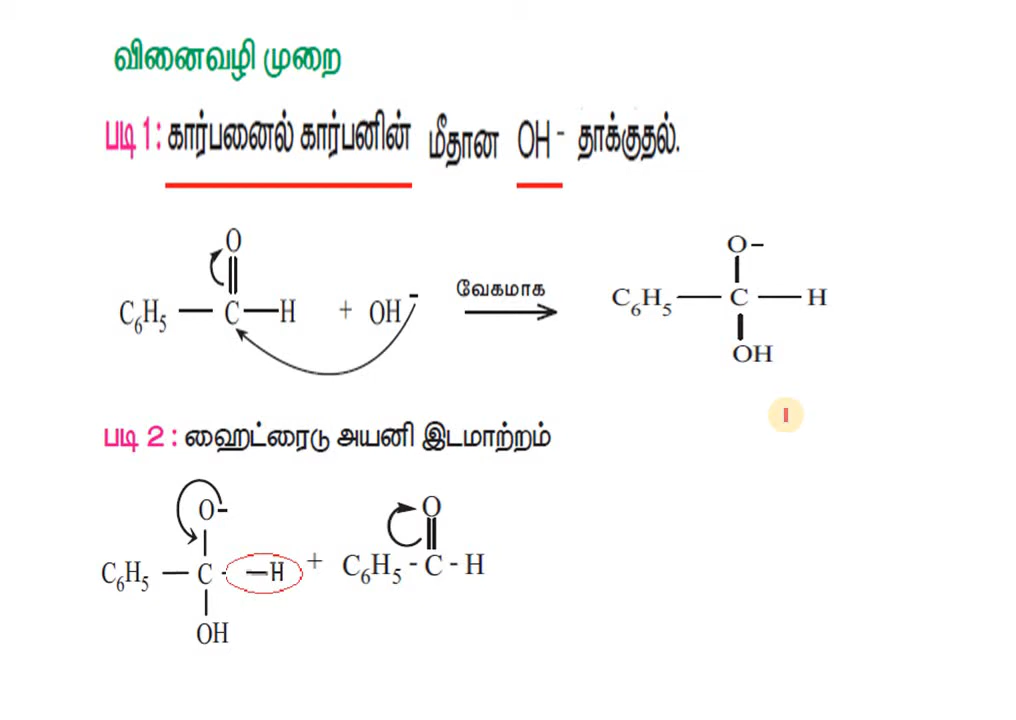 வினைவழி முறை
படி 1: கார்பனைல் கார்பனின் மீதான OH - தாக்குதல்.
O
C6H5 — C — H + OH - வேகமாக
O–
C6H5 — C — H
OH
படி 2 : ஹைட்ரைடு அயனி இடமாற்றம்
O- O
C6H5 — C - — H + C6H5 - C - H
OH